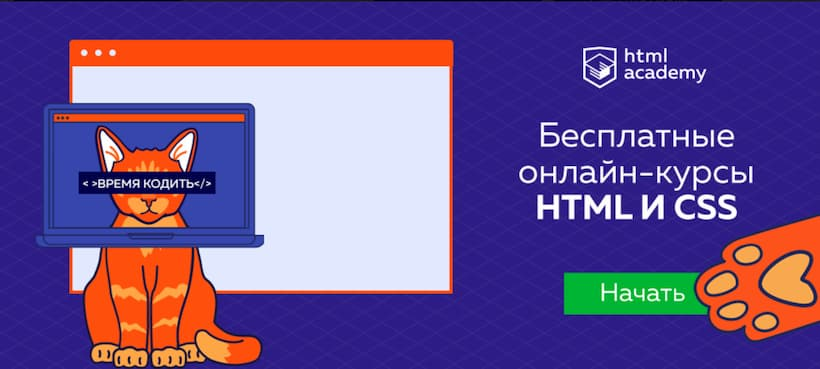 html
academy
Бесплатные
онлайн-курсы
HTML И CSS
< >ВРЕМЯ КОДИТЬ</>
Начать